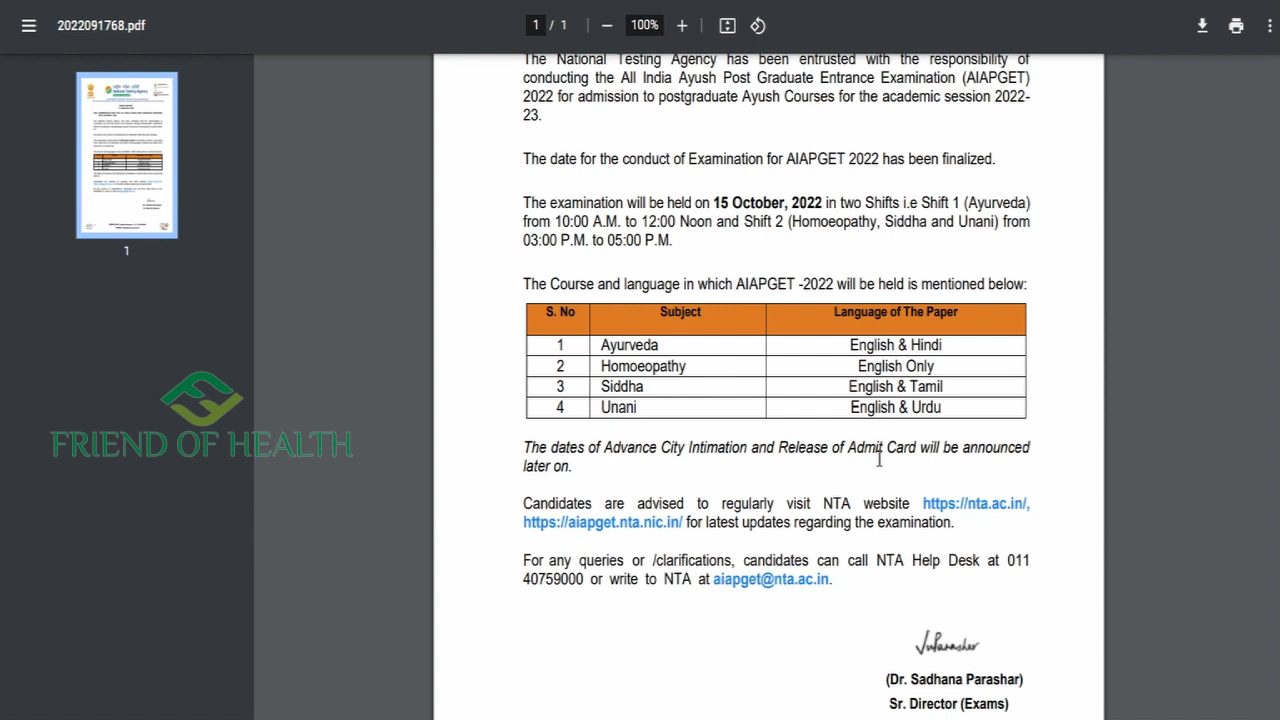 2022091768.pdf
1 / 1
100%
The National Testing Agency has been entrusted with the responsibility of
conducting the All India Ayush Post Graduate Entrance Examination (AIAPGET)
2022 for admission to postgraduate Ayush Courses for the academic session 2022-
23.
The date for the conduct of Examination for AIAPGET 2022 has been finalized.
The examination will be held on 15 October, 2022 in two Shifts i.e Shift 1 (Ayurveda)
from 10:00 A.M. to 12:00 Noon and Shift 2 (Homoeopathy, Siddha and Unani) from
03:00 P.M. to 05:00 P.M.
The Course and language in which AIAPGET -2022 will be held is mentioned below:
S. No Subject Language of The Paper
1 Ayurveda English & Hindi
2 Homoeopathy English Only
3 Siddha English & Tamil
4 Unani English & Urdu
The dates of Advance City Intimation and Release of Admit Card will be announced
later on.
Candidates are advised to regularly visit NTA website https://nta.ac.in/,
https://aiapget.nta.nic.in/ for latest updates regarding the examination.
For any queries or /clarifications, candidates can call NTA Help Desk at 011
40759000 or write to NTA at aiapget@nta.ac.in.
(Dr. Sadhana Parashar)
Sr. Director (Exams)
1
FRIEND OF HEALTH